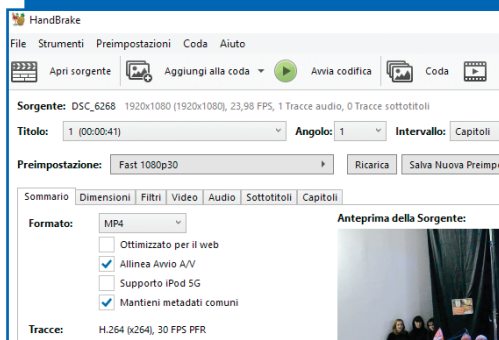 HandBrake
File Strumenti Preimpostazioni Coda Aiuto
Apri sorgente Aggiungi alla coda Avvia codifica Coda
Sorgente: DSC_6268 1920x1080 (1920x1080), 23,98 FPS, 1 Tracce audio, 0 Tracce sottotitoli
Titolo: 1 (00:00:41) Angolo: 1 Intervallo: Capitoli
Preimpostazione: Fast 1080p30 Ricarica Salva Nuova Preimpo
Sommario Dimensioni Filtri Video Audio Sottotitoli Capitoli
Formato: MP4 Anteprima della Sorgente:
Ottimizzato per il web
Allinea Avvio A/V
Supporto iPod 5G
Mantieni metadati comuni
Tracce: H.264 (x264), 30 FPS PFR